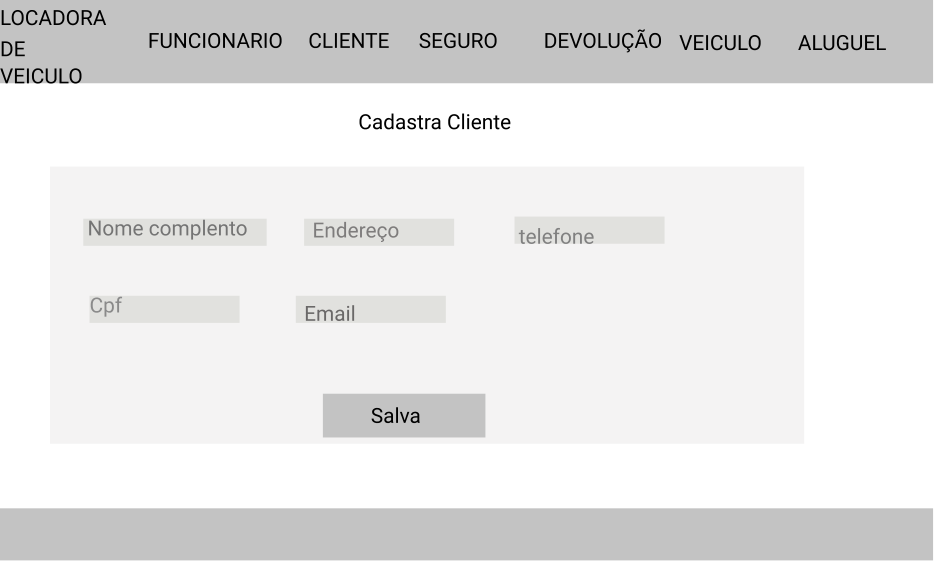 LOCADORA
DE
VEICULO
FUNCIONARIO
CLIENTE
SEGURO
DEVOLUÇÃO
VEICULO
ALUGUEL
Cadastra Cliente
Nome complento
Endereço
telefone
Cpf
Email
Salva